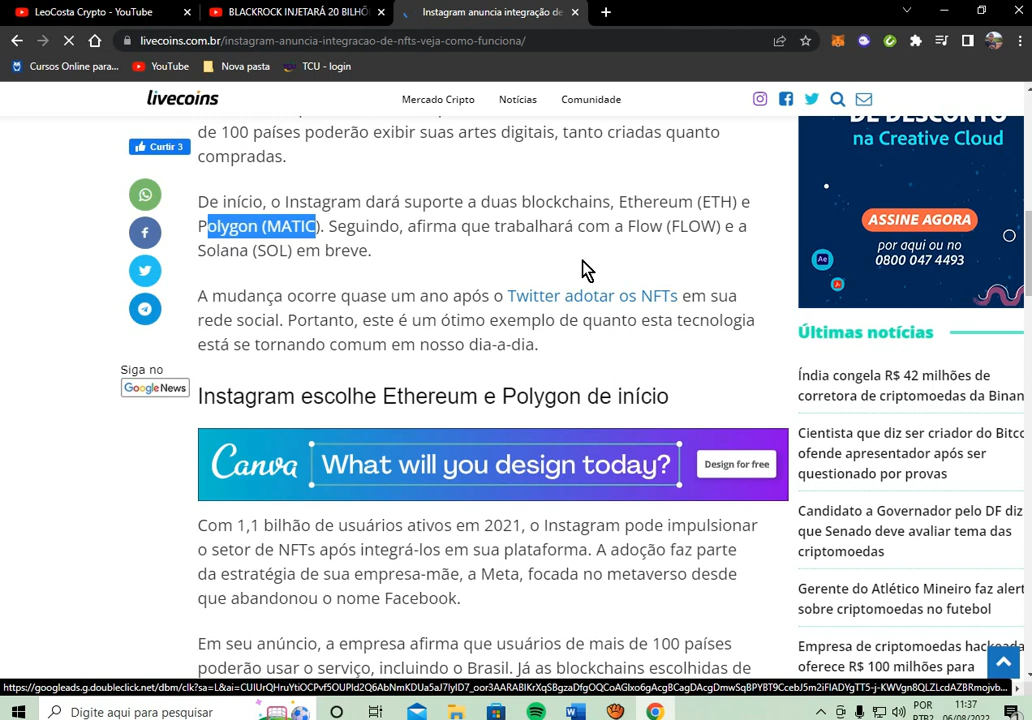 LeoCosta Crypto - YouTube
BLACKROCK INJETARÁ 20 BILHÕ
Instagram anuncia integração de
livecoins.com.br/instagram-anuncia-integracao-de-nfts-veja-como-funciona/
Cursos Online para...
YouTube
Nova pasta
TCU - login
livecoins
Mercado Cripto
Notícias
Comunidade
Curtir 3
de 100 países poderão exibir suas artes digitais, tanto criadas quanto
compradas.
De início, o Instagram dará suporte a duas blockchains, Ethereum (ETH) e
Polygon (MATIC). Seguindo, afirma que trabalhará com a Flow (FLOW) e a
Solana (SOL) em breve.
A mudança ocorre quase um ano após o Twitter adotar os NFTs em sua
rede social. Portanto, este é um ótimo exemplo de quanto esta tecnologia
está se tornando comum em nosso dia-a-dia.
Siga no
Google News
Instagram escolhe Ethereum e Polygon de início
Canva
What will you design today?
Design for free
Com 1,1 bilhão de usuários ativos em 2021, o Instagram pode impulsionar
o setor de NFTs após integrá-los em sua plataforma. A adoção faz parte
da estratégia de sua empresa-mãe, a Meta, focada no metaverso desde
que abandonou o nome Facebook.
Em seu anúncio, a empresa afirma que usuários de mais de 100 países
poderão usar o serviço, incluindo o Brasil. Já as blockchains escolhidas de
DE DESCONTO
na Creative Cloud
ASSINE AGORA
por aqui ou no
0800 047 4493
Últimas notícias
Índia congela R$ 42 milhões de
corretora de criptomoedas da Binan
Cientista que diz ser criador do Bitco
ofende apresentador após ser
questionado por provas
Candidato a Governador pelo DF diz
que Senado deve avaliar tema das
criptomoedas
Gerente do Atlético Mineiro faz alert
sobre criptomoedas no futebol
Empresa de criptomoedas hackeada
oferece R$ 100 milhões para
Digite aqui para pesquisar
POR
PTB2
11:37
06/08/2022